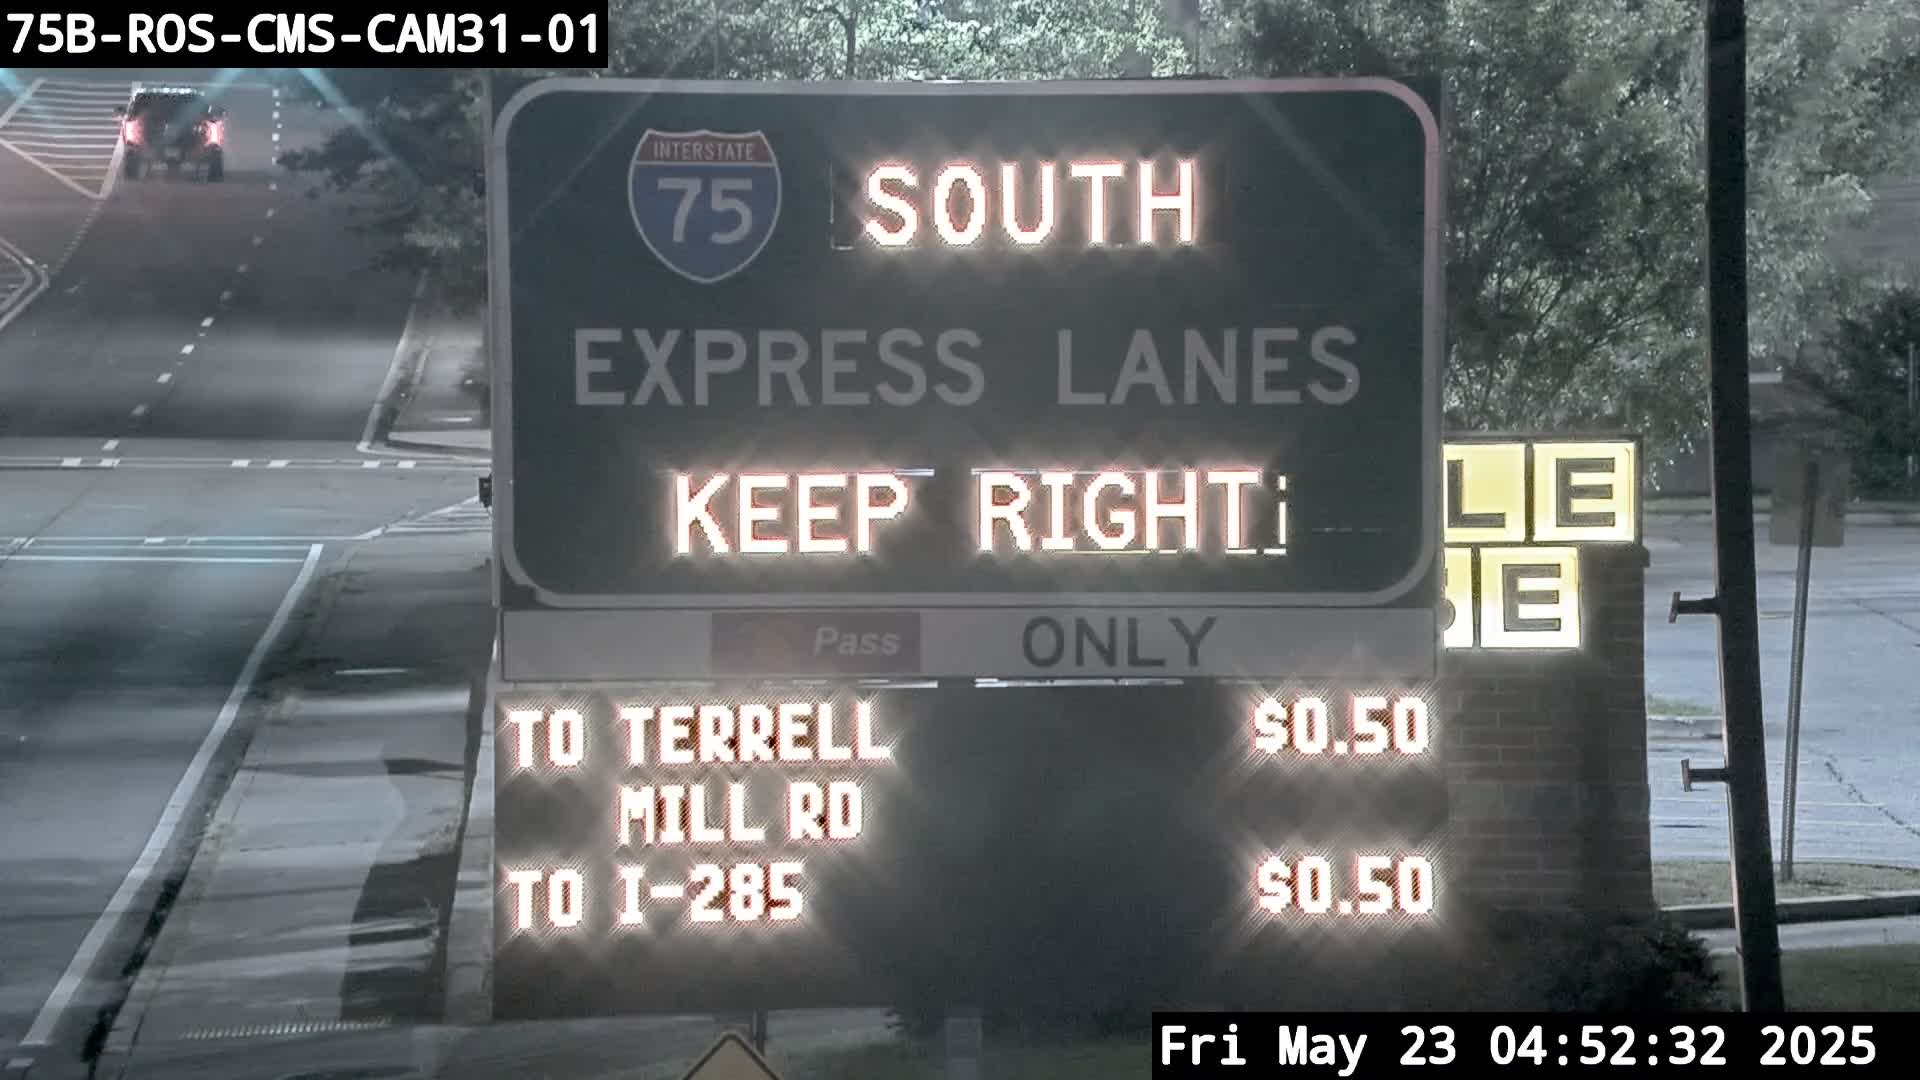 75B-ROS-CMS-CAM31-01
INTERSTATE
75
SOUTH
EXPRESS LANES
KEEP RIGHT
Pass ONLY
TO TERRELL $0.50
MILL RD
TO I-285 $0.50
LE
E
Fri May 23 04:52:32 2025